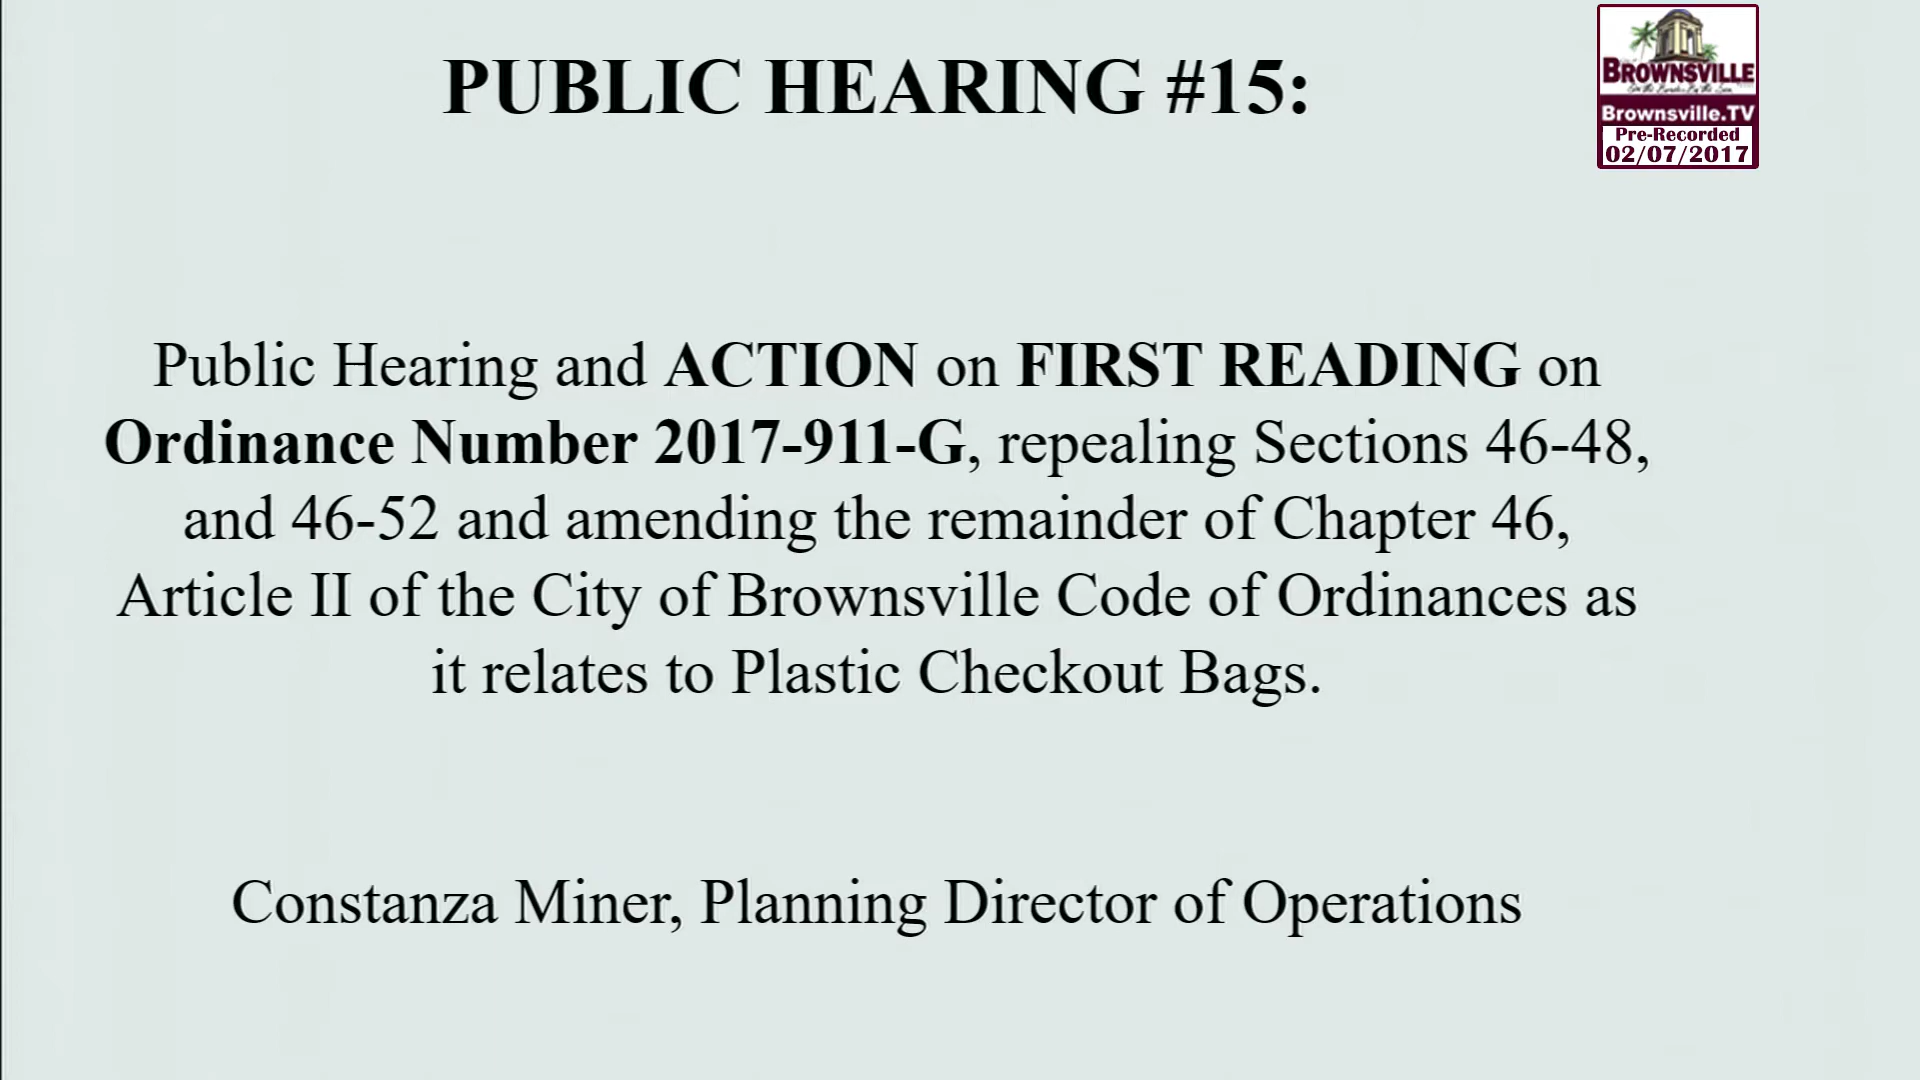 PUBLIC HEARING #15:
BROWNSVILLE
Brownsville.TV
Pre-Recorded
02/07/2017
Public Hearing and ACTION on FIRST READING on
Ordinance Number 2017-911-G, repealing Sections 46-48,
and 46-52 and amending the remainder of Chapter 46,
Article II of the City of Brownsville Code of Ordinances as
it relates to Plastic Checkout Bags.
Constanza Miner, Planning Director of Operations